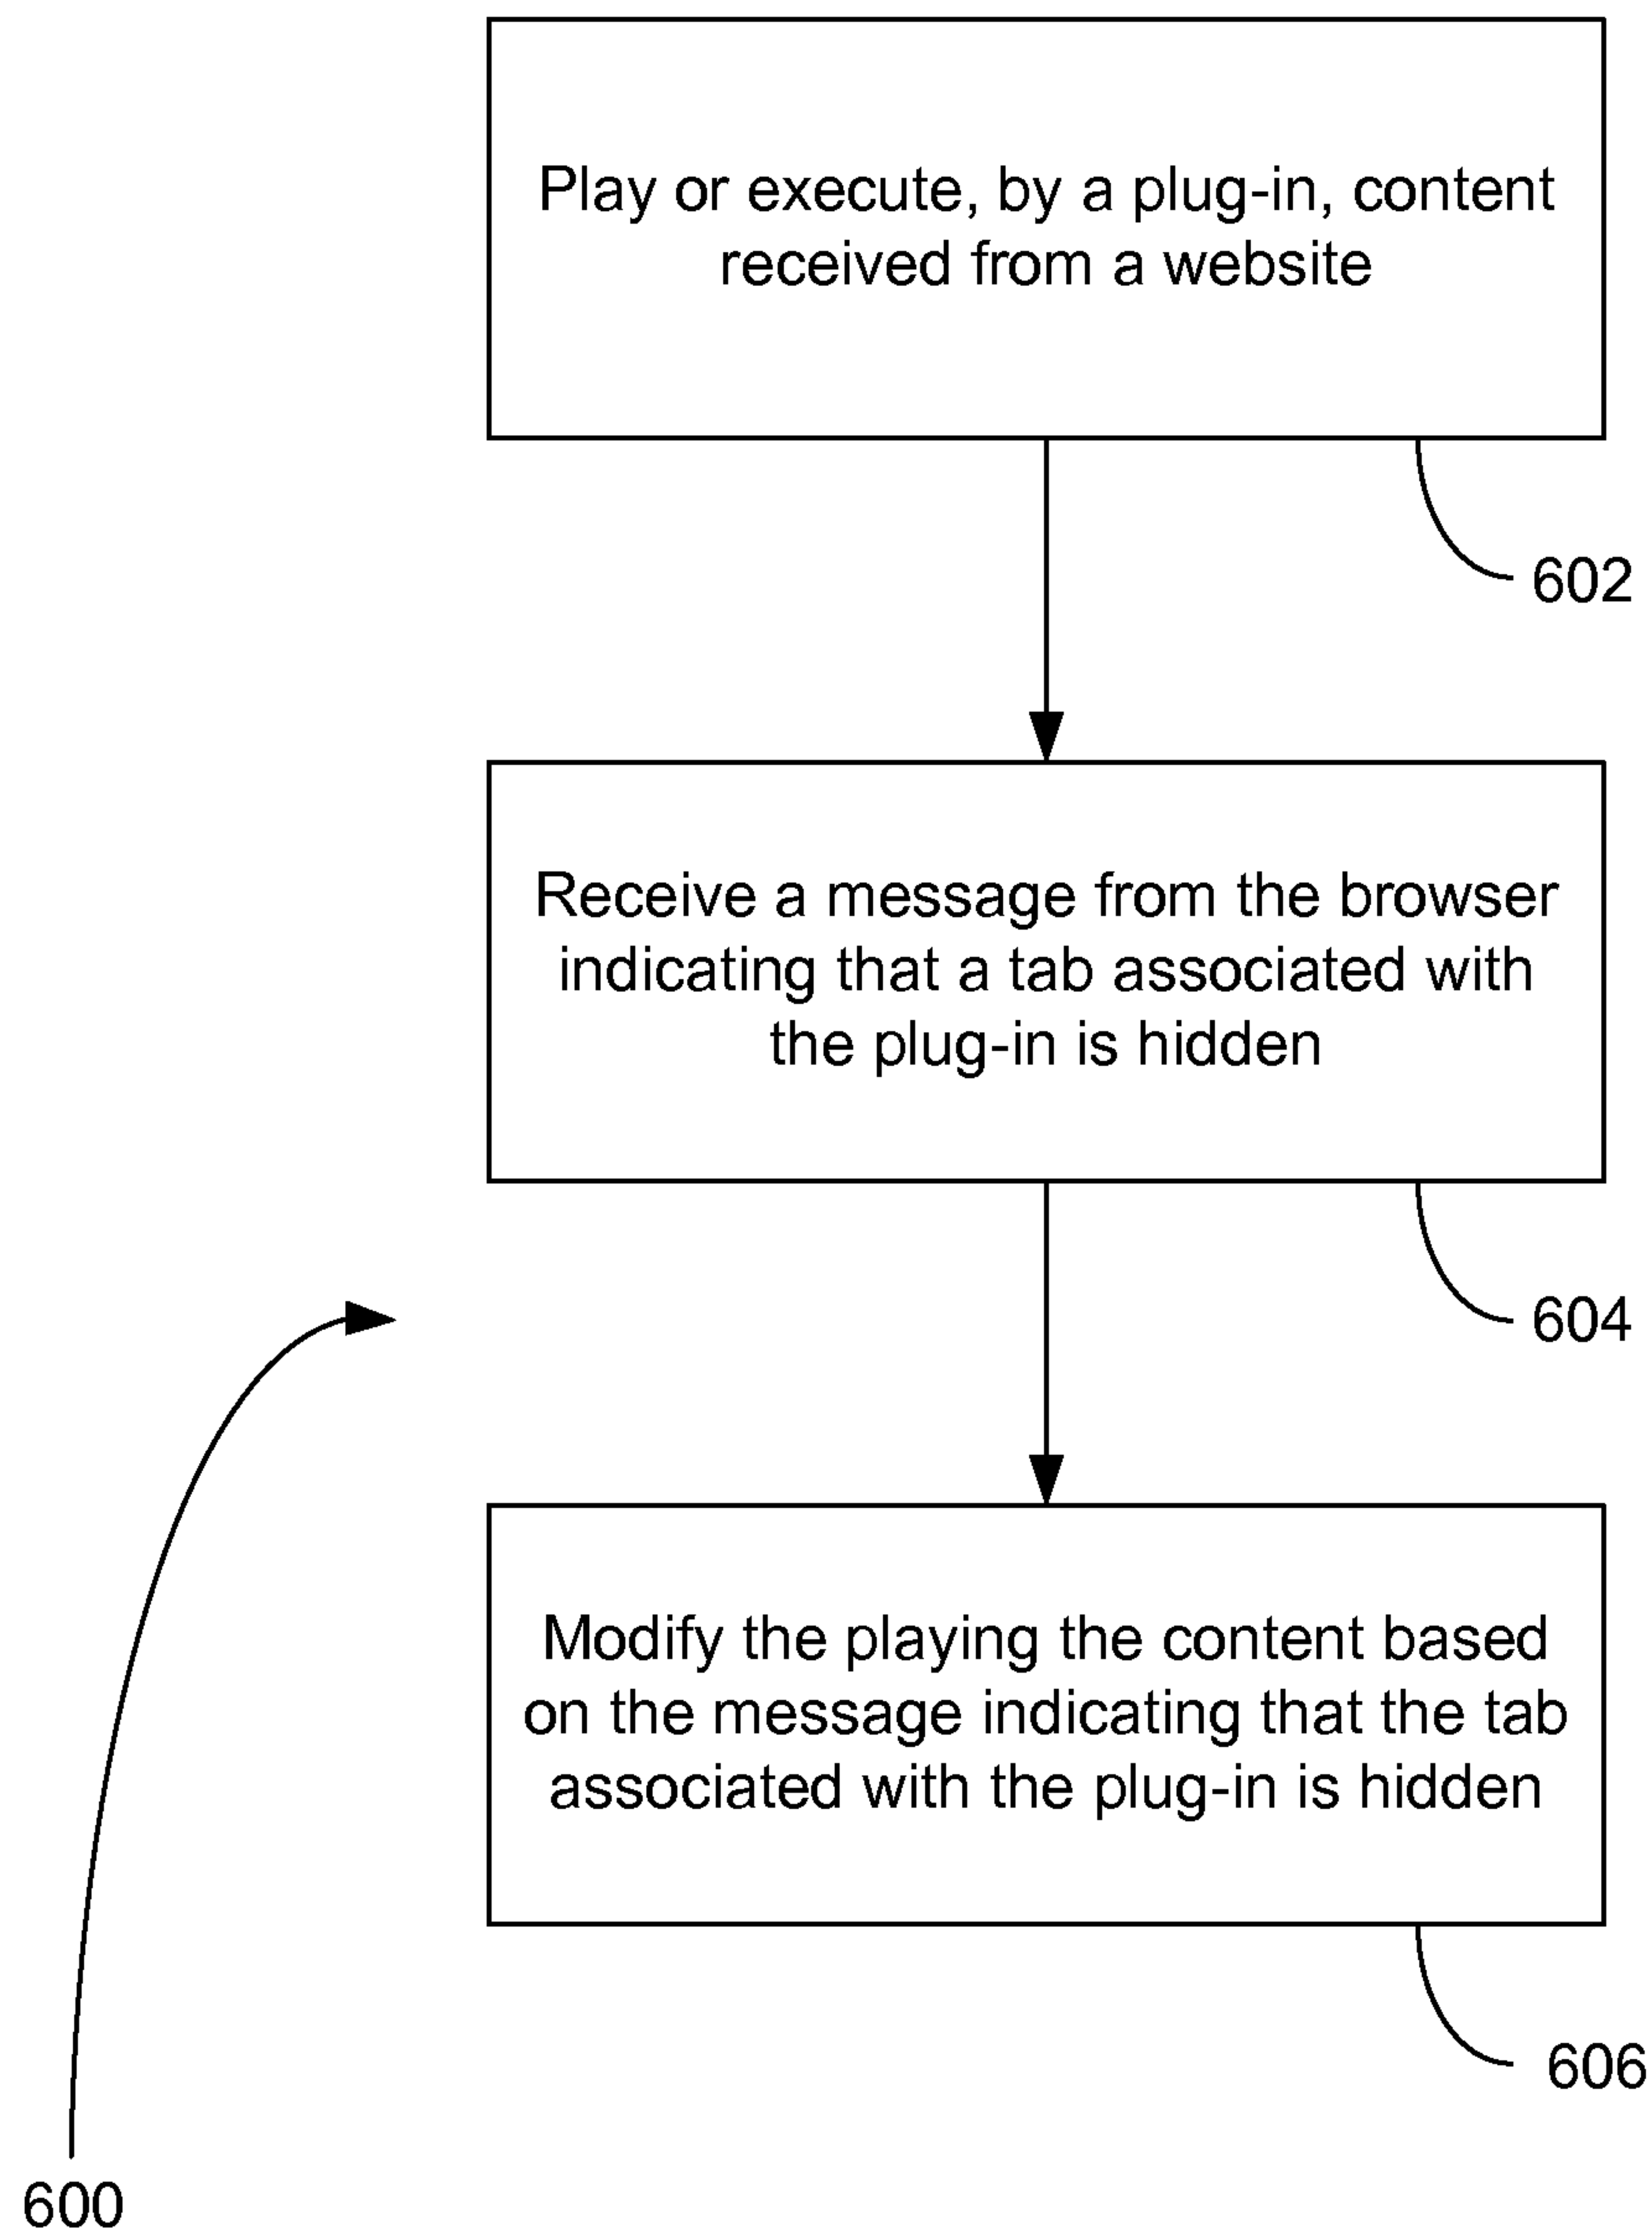 Play or execute, by a plug-in, content
received from a website
602
Receive a message from the browser
indicating that a tab associated with
the plug-in is hidden
604
Modify the playing the content based
on the message indicating that the tab
associated with the plug-in is hidden
606
600